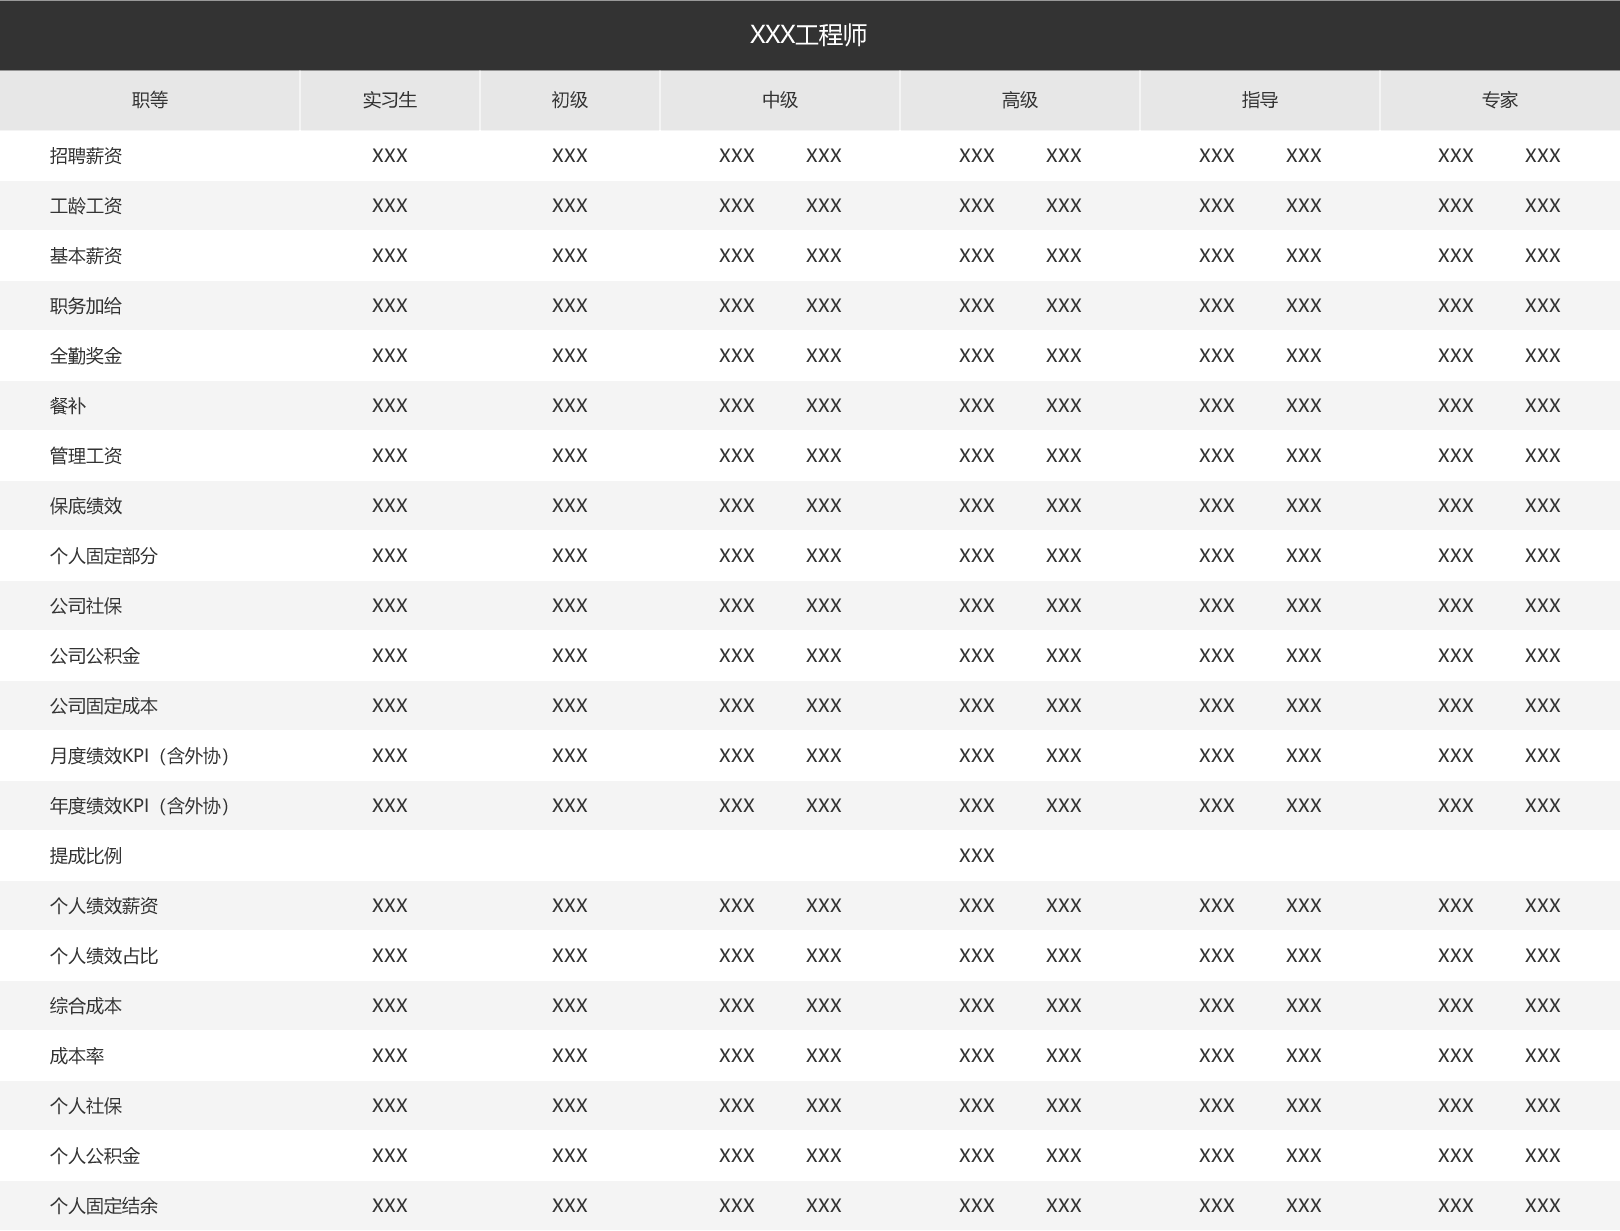 XXX工程师
职等 实习生 初级 中级 高级 指导 专家
招聘薪资 XXX XXX XXX XXX XXX XXX XXX XXX XXX XXX
工龄工资 XXX XXX XXX XXX XXX XXX XXX XXX XXX XXX
基本薪资 XXX XXX XXX XXX XXX XXX XXX XXX XXX XXX
职务加给 XXX XXX XXX XXX XXX XXX XXX XXX XXX XXX
全勤奖金 XXX XXX XXX XXX XXX XXX XXX XXX XXX XXX
餐补 XXX XXX XXX XXX XXX XXX XXX XXX XXX XXX
管理工资 XXX XXX XXX XXX XXX XXX XXX XXX XXX XXX
保底绩效 XXX XXX XXX XXX XXX XXX XXX XXX XXX XXX
个人固定部分 XXX XXX XXX XXX XXX XXX XXX XXX XXX XXX
公司社保 XXX XXX XXX XXX XXX XXX XXX XXX XXX XXX
公司公积金 XXX XXX XXX XXX XXX XXX XXX XXX XXX XXX
公司固定成本 XXX XXX XXX XXX XXX XXX XXX XXX XXX XXX
月度绩效KPI（含外协） XXX XXX XXX XXX XXX XXX XXX XXX XXX XXX
年度绩效KPI（含外协） XXX XXX XXX XXX XXX XXX XXX XXX XXX XXX
提成比例 XXX
个人绩效薪资 XXX XXX XXX XXX XXX XXX XXX XXX XXX XXX
个人绩效占比 XXX XXX XXX XXX XXX XXX XXX XXX XXX XXX
综合成本 XXX XXX XXX XXX XXX XXX XXX XXX XXX XXX
成本率 XXX XXX XXX XXX XXX XXX XXX XXX XXX XXX
个人社保 XXX XXX XXX XXX XXX XXX XXX XXX XXX XXX
个人公积金 XXX XXX XXX XXX XXX XXX XXX XXX XXX XXX
个人固定结余 XXX XXX XXX XXX XXX XXX XXX XXX XXX XXX